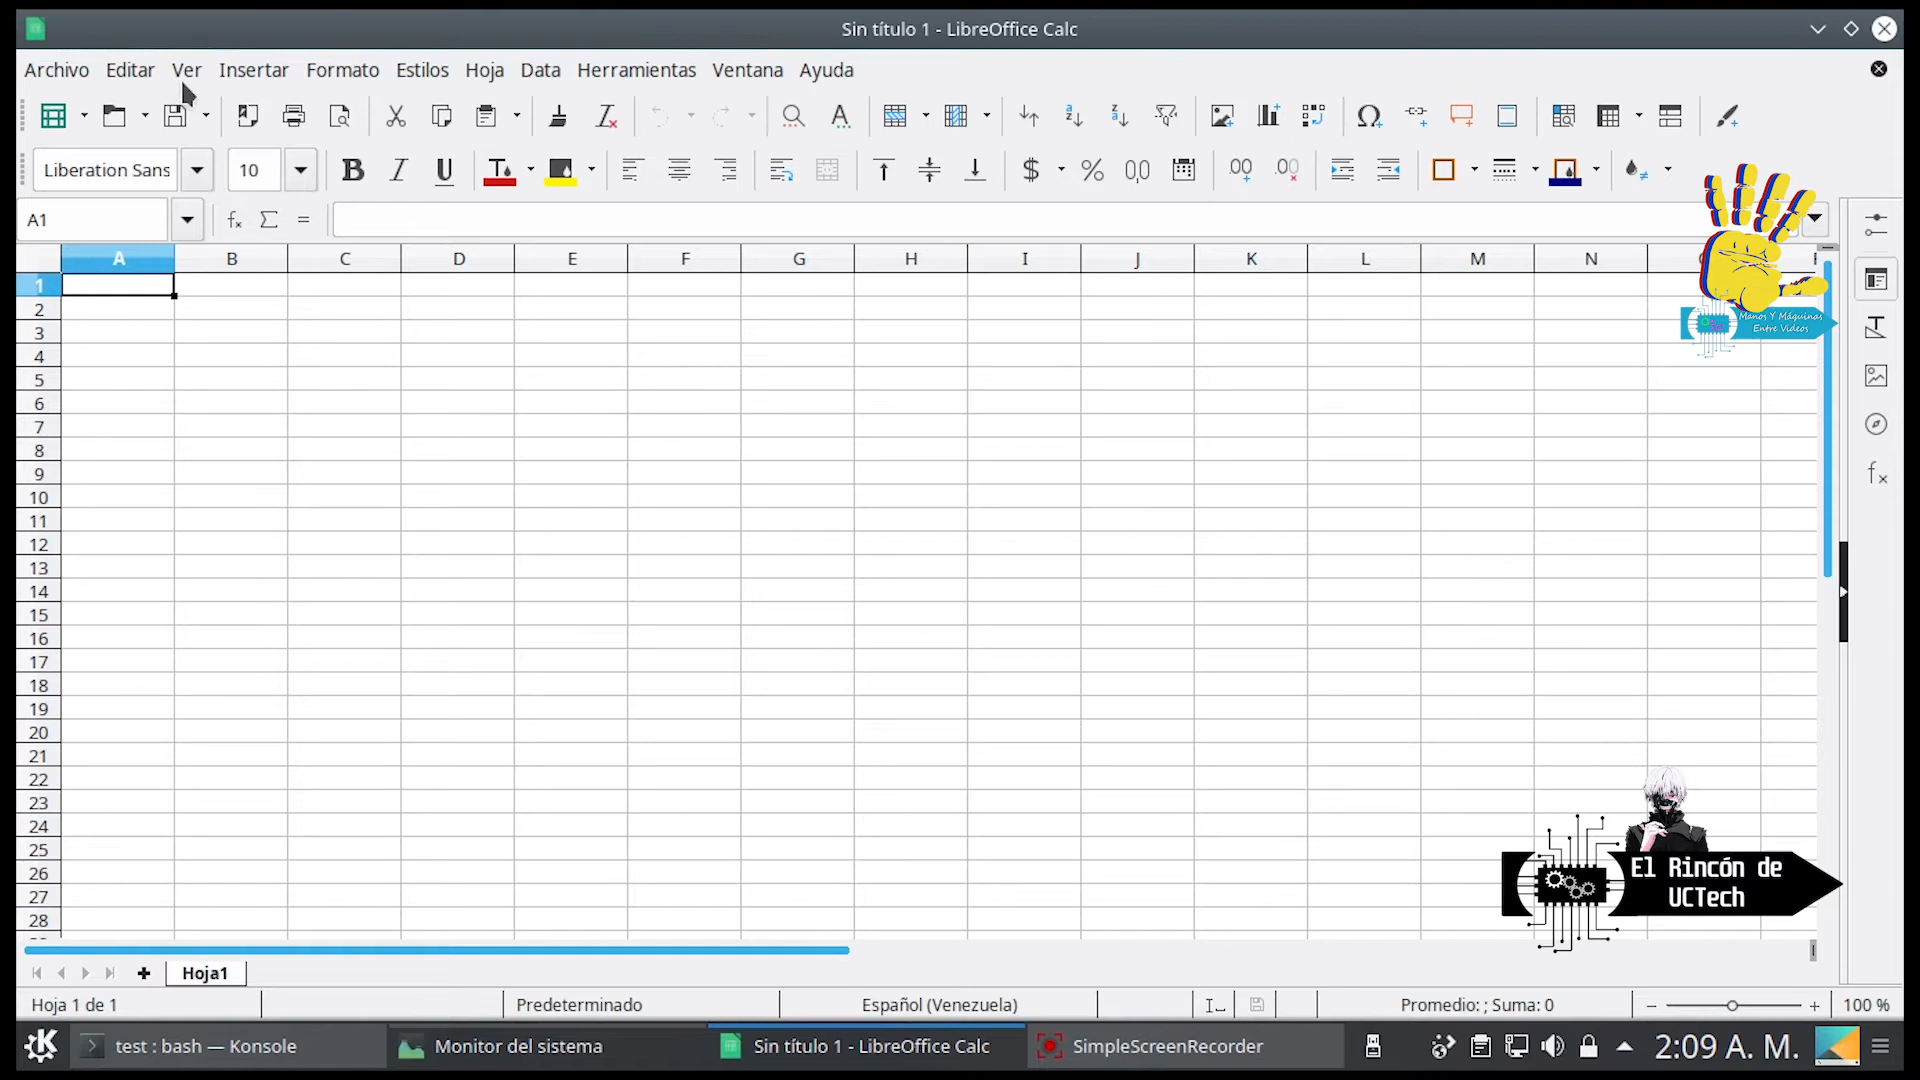 Sin título 1 - LibreOffice Calc
Archivo Editar Ver Insertar Formato Estilos Hoja Data Herramientas Ventana Ayuda
Liberation Sans 10
A1
A B C D E F G H I J K L M N
1
2
3
4
5
6
7
8
9
10
11
12
13
14
15
16
17
18
19
20
21
22
23
24
25
26
27
28
Manos Y Máquinas
Entre Videos
El Rincón de
UCTech
Hoja1
Hoja 1 de 1 Predeterminado Español (Venezuela) Promedio: ; Suma: 0 100 %
test : bash — Konsole Monitor del sistema Sin título 1 - LibreOffice Calc SimpleScreenRecorder 2:09 A. M.